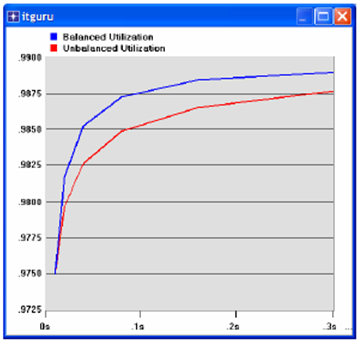 itguru
Balanced Utilization
Unbalanced Utilization
.9900
.9875
.9850
.9825
.9800
.9775
.9750
.9725
0s .1s .2s .3s ...